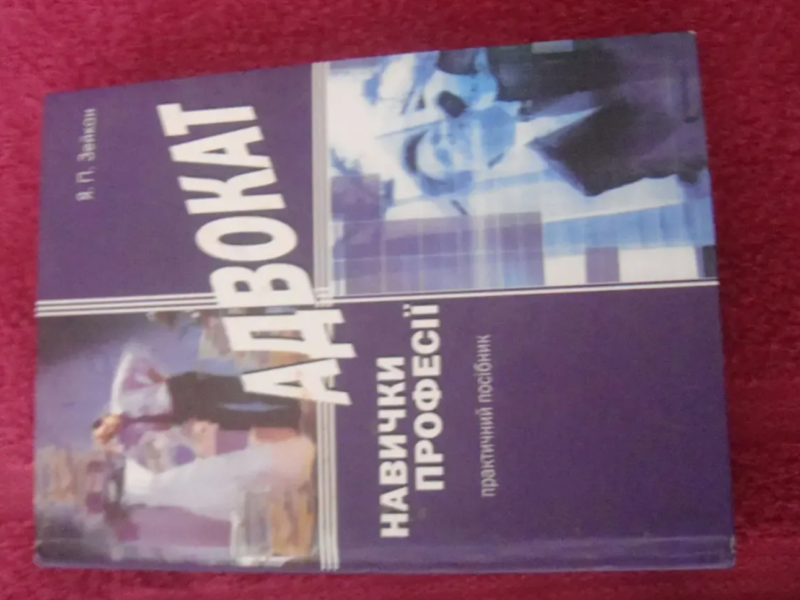 Я. П. Зейкан
АДВОКАТ
НАВИЧКИ
ПРОФЕСІЇ
практичний посібник